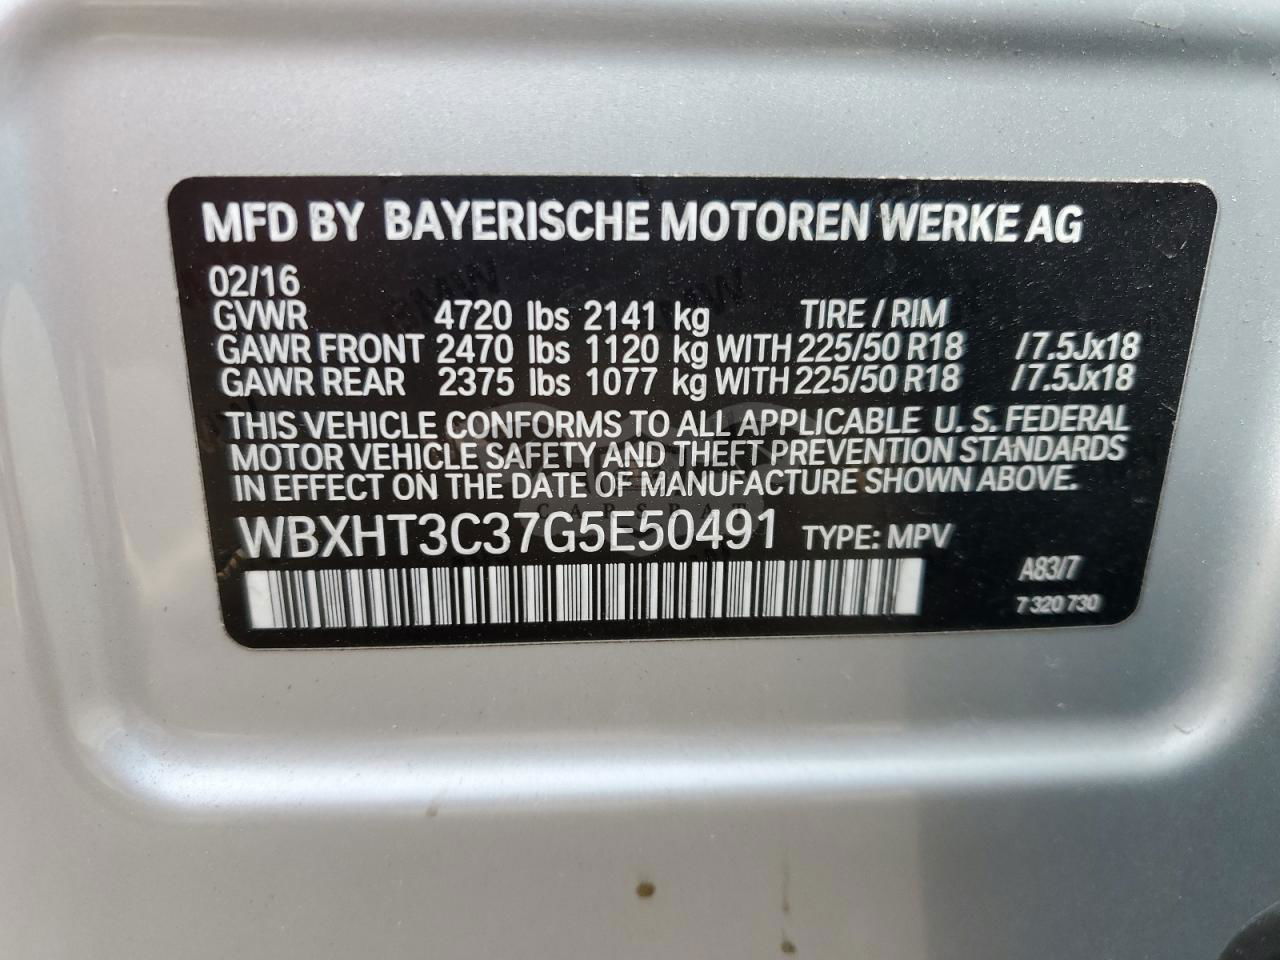 MFD BY BAYERISCHE MOTOREN WERKE AG
02/16
GVWR 4720 lbs 2141 kg TIRE / RIM
GAWR FRONT 2470 lbs 1120 kg WITH 225/50 R18 /7.5Jx18
GAWR REAR 2375 lbs 1077 kg WITH 225/50 R18 /7.5Jx18
THIS VEHICLE CONFORMS TO ALL APPLICABLE U. S. FEDERAL
MOTOR VEHICLE SAFETY AND THEFT PREVENTION STANDARDS
IN EFFECT ON THE DATE OF MANUFACTURE SHOWN ABOVE.
WBXHT3C37G5E50491 TYPE: MPV
A83/7
7 320 730